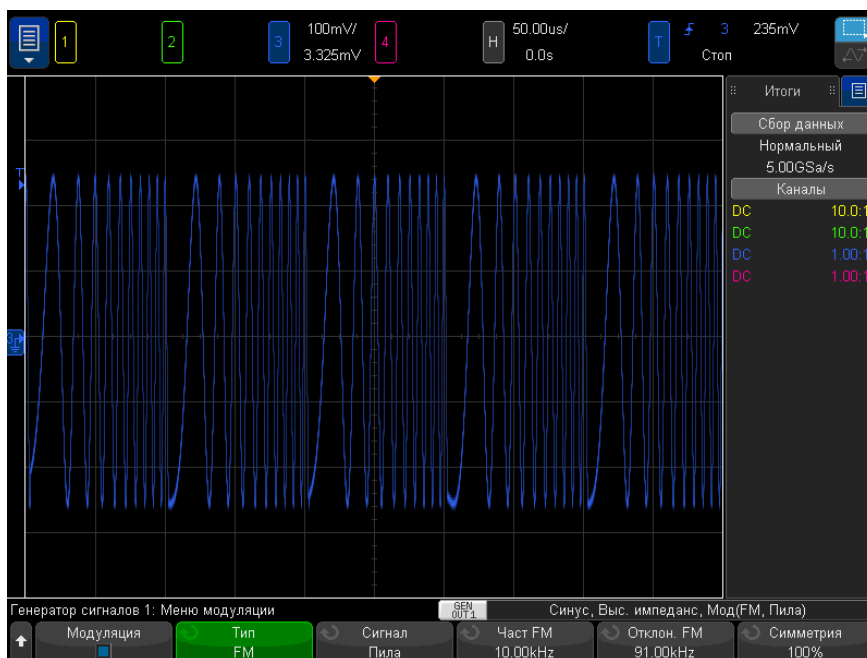 1
2
3 100mV/ 3.325mV
4
H 50.00us/ 0.0s
T 3 235mV
Стоп
Итоги
Сбор данных
Нормальный
5.00GSa/s
Каналы
DC 10.0:1
DC 10.0:1
DC 1.00:1
DC 1.00:1
T
3
Генератор сигналов 1: Меню модуляции GEN OUT1 Синус, Выс. импеданс, Мод(FM, Пила)
Модуляция Тип Сигнал Част FM Отклон. FM Симметрия
FM Пила 10.00kHz 91.00kHz 100%